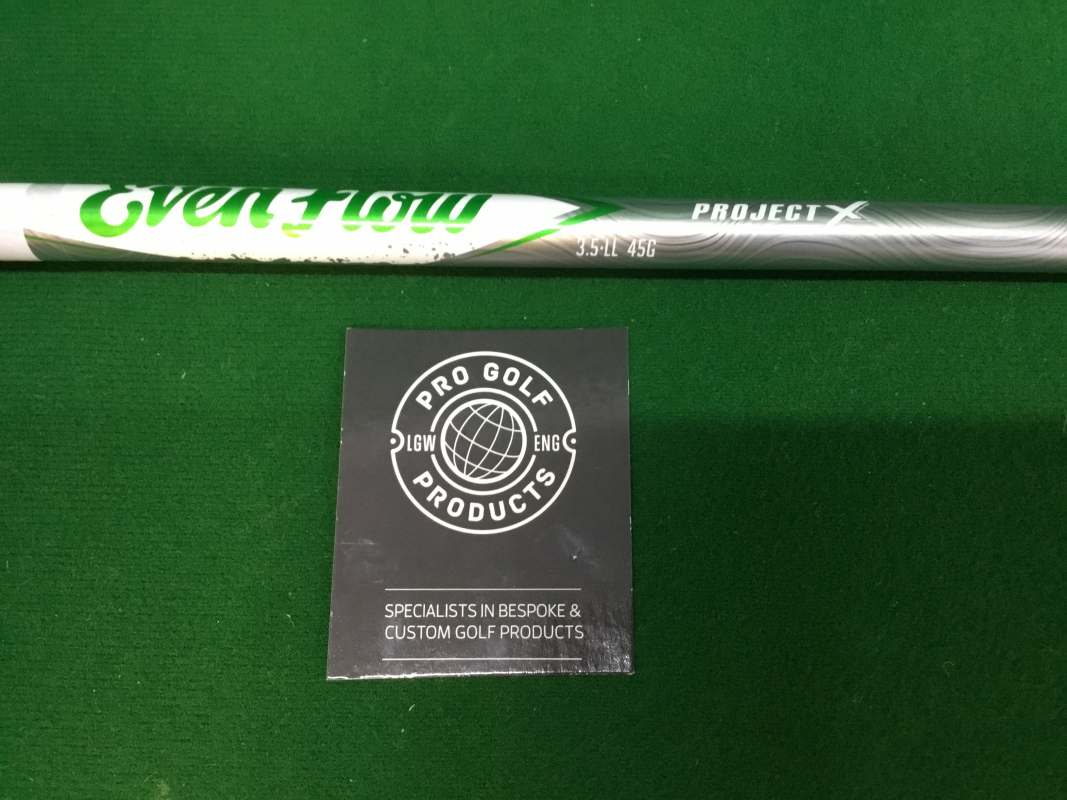 Even Flow
PROJECT X
3.5·LL 45G
PRO GOLF
LGW ENG
PRODUCTS
SPECIALISTS IN BESPOKE &
CUSTOM GOLF PRODUCTS